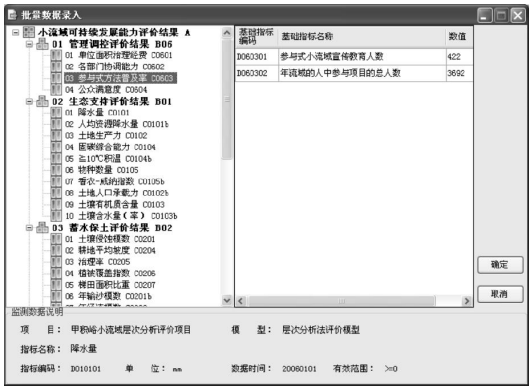 批量数据录入
小流域可持续发展能力评价结果 A
01 管理调控评价结果 B06
01 单位面积治理经费 C0601
02 各部门协调能力 C0602
03 参与式方法普及率 C0603
04 公众满意度 C0604
02 生态支持评价结果 B01
01 降水量 C0101
02 人均资源降水量 C0101b
03 土地生产力 C0102
04 固碳综合能力 C0104
05 ≥10℃积温 C0104b
06 物种数量 C0105
07 香农-威纳指数 C0105b
08 土地人口承载力 C0102b
09 土壤有机质含量 C0103
10 土壤含水量(率) C0103b
03 蓄水保土评价结果 B02
01 土壤侵蚀模数 C0201
02 耕地平均坡度 C0204
03 治理率 C0205
04 植被覆盖指数 C0206
05 梯田面积比重 C0207
06 年输沙模数 C0201b
基础指标编码 基础指标名称 数值
D060301 参与式小流域宣传教育人数 422
D060302 年流域的人中参与项目的总人数 3692
确定
取消
监测数据说明
项 目: 甲积峪小流域层次分析评价项目 模 型: 层次分析法评价模型
指标名称: 降水量
指标编码: D010101 单 位: mm 数据时间: 20060101 有效范围: >=0